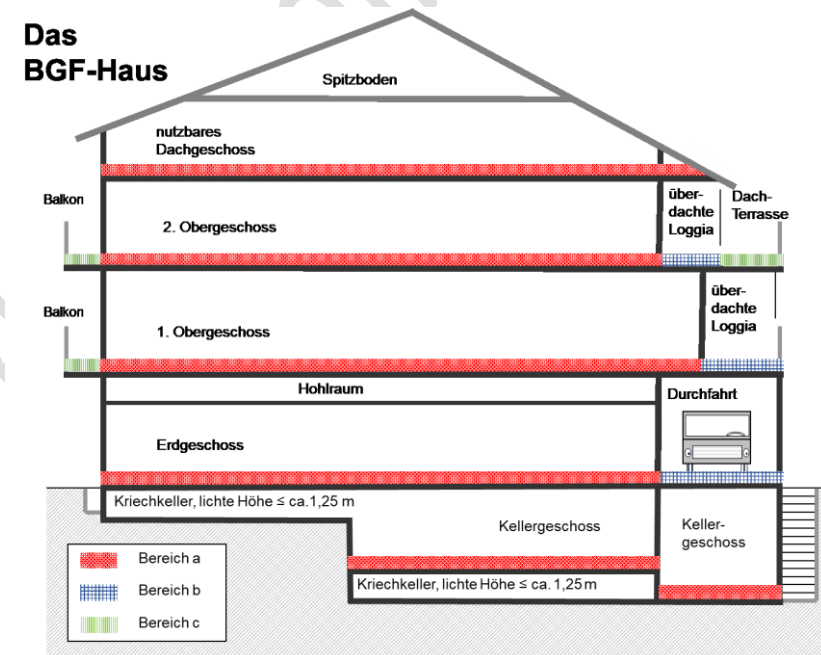 Das
BGF-Haus
Spitzboden
nutzbares
Dachgeschoss
Balkon
2. Obergeschoss
über-
dachte
Loggia
Dach-
Terrasse
Balkon
1. Obergeschoss
über-
dachte
Loggia
Hohlraum
Durchfahrt
Erdgeschoss
Kriechkeller, lichte Höhe ≤ ca.1,25 m
Kellergeschoss
Keller-
geschoss
Kriechkeller, lichte Höhe ≤ ca. 1,25 m
Bereich a
Bereich b
Bereich c